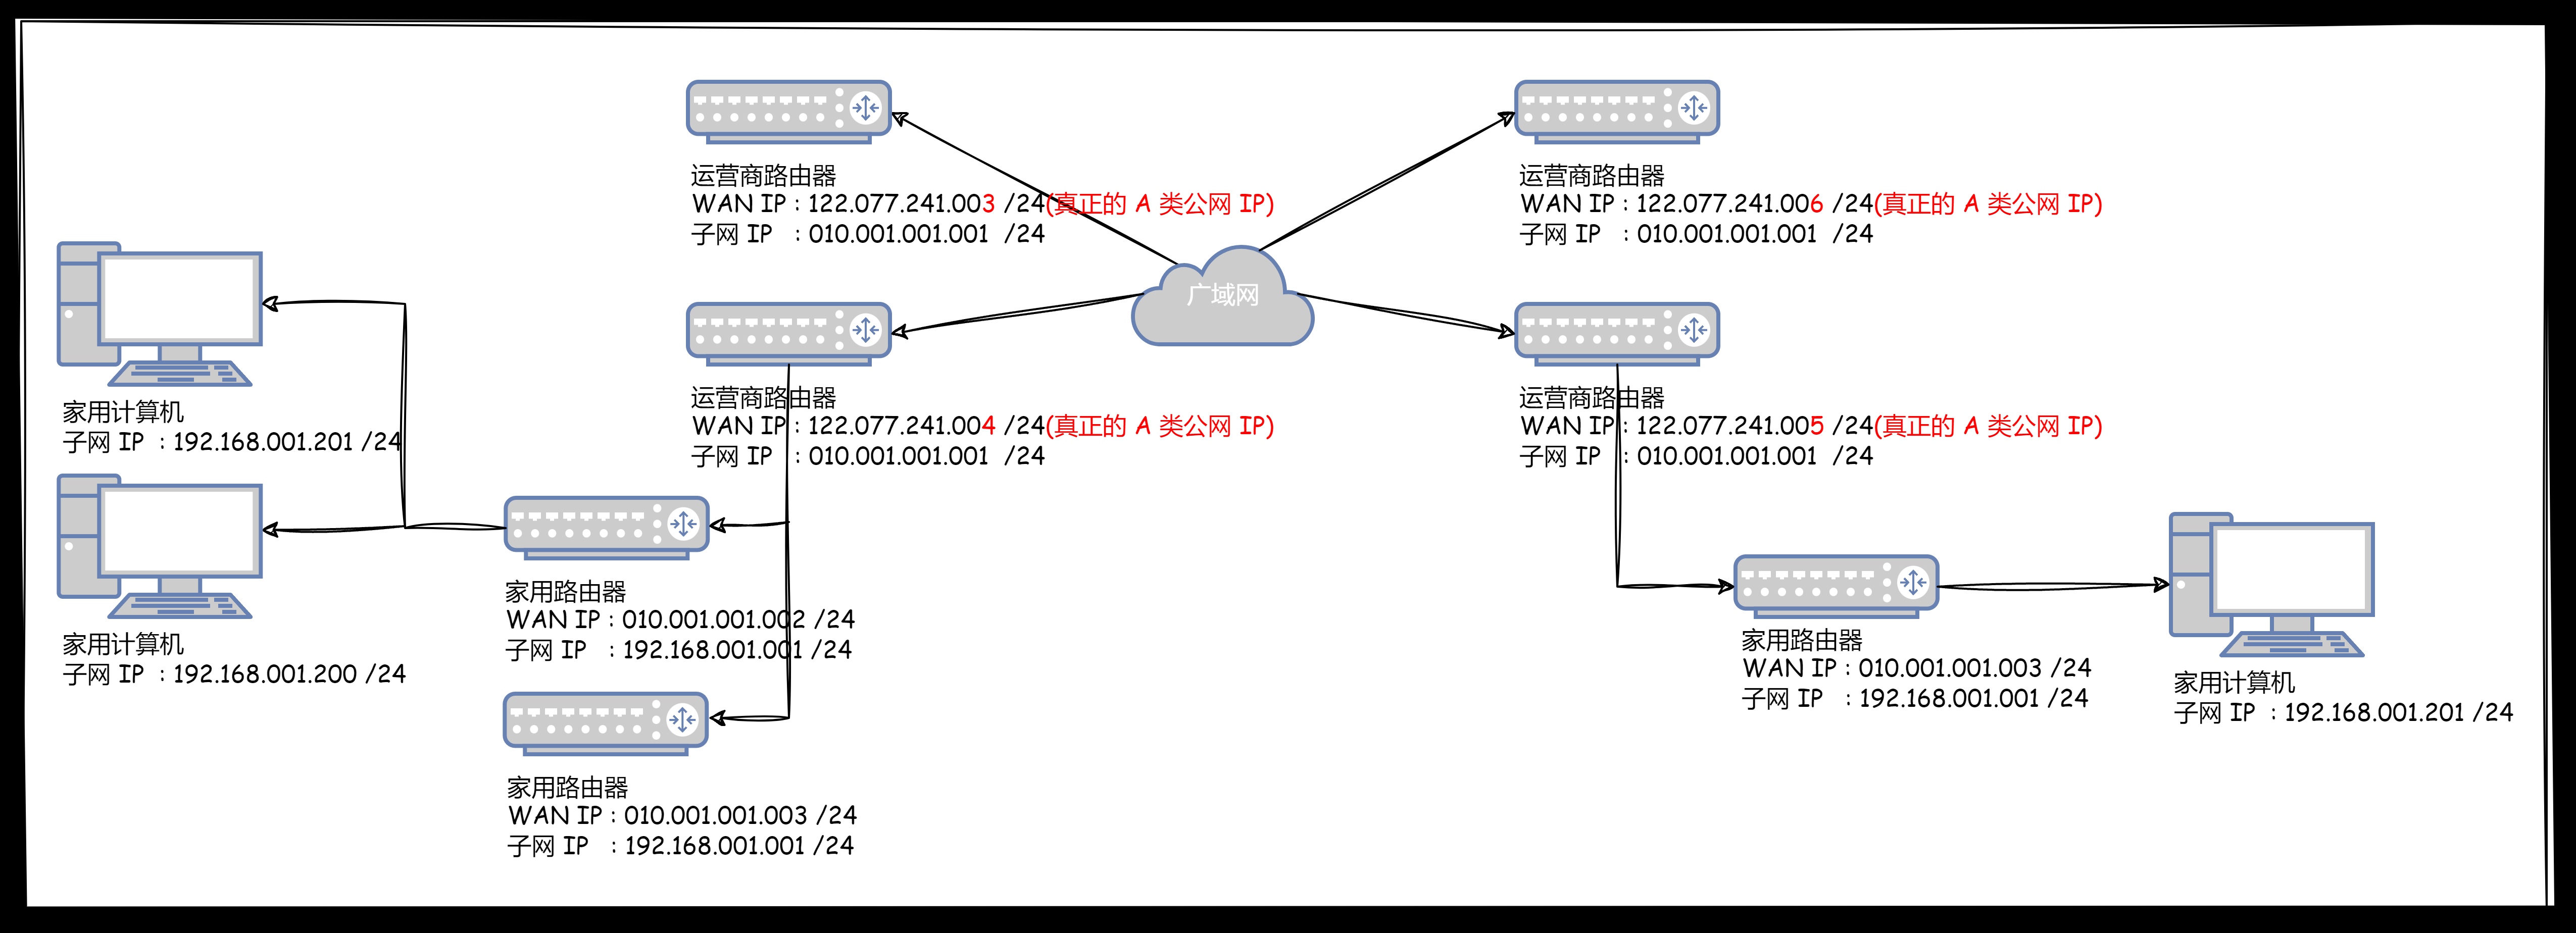 运营商路由器
WAN IP : 122.077.241.003 /24(真正的 A 类公网 IP)
子网 IP : 010.001.001.001 /24
运营商路由器
WAN IP : 122.077.241.006 /24(真正的 A 类公网 IP)
子网 IP : 010.001.001.001 /24
广域网
家用计算机
子网 IP : 192.168.001.201 /24
运营商路由器
WAN IP : 122.077.241.004 /24(真正的 A 类公网 IP)
子网 IP : 010.001.001.001 /24
运营商路由器
WAN IP : 122.077.241.005 /24(真正的 A 类公网 IP)
子网 IP : 010.001.001.001 /24
家用计算机
子网 IP : 192.168.001.200 /24
家用路由器
WAN IP : 010.001.001.002 /24
子网 IP : 192.168.001.001 /24
家用路由器
WAN IP : 010.001.001.003 /24
子网 IP : 192.168.001.001 /24
家用计算机
子网 IP : 192.168.001.201 /24
家用路由器
WAN IP : 010.001.001.003 /24
子网 IP : 192.168.001.001 /24